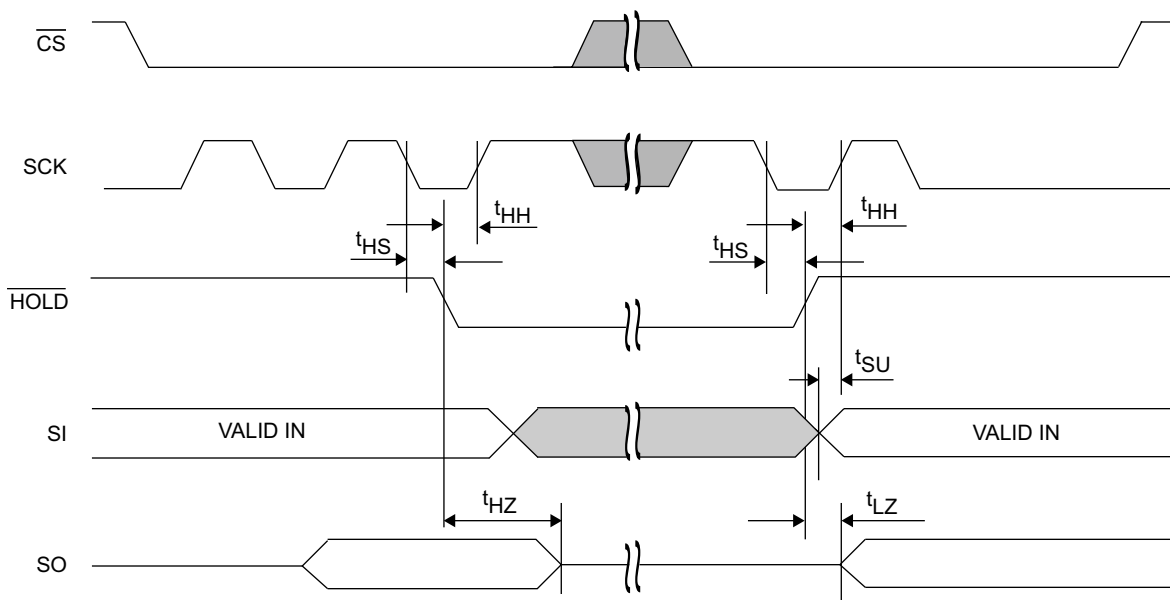 CS
SCK
tHH
tHH
tHS
tHS
HOLD
tSU
SI
VALID IN
VALID IN
tHZ
tLZ
SO